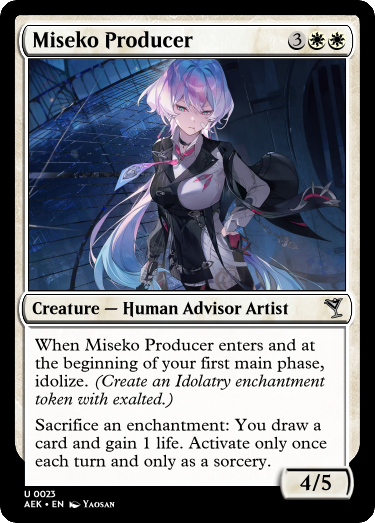 Miseko Producer 3
Creature — Human Advisor Artist
When Miseko Producer enters and at
the beginning of your first main phase,
idolize. (Create an Idolatry enchantment
token with exalted.)
Sacrifice an enchantment: You draw a
card and gain 1 life. Activate only once
each turn and only as a sorcery.
4/5
U 0023
AEK • EN Yaosan